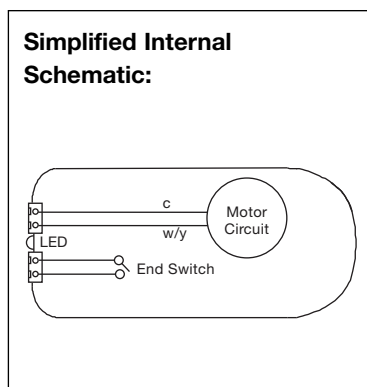 Simplified Internal
Schematic:
c
Motor
Circuit
w/y
LED
End Switch